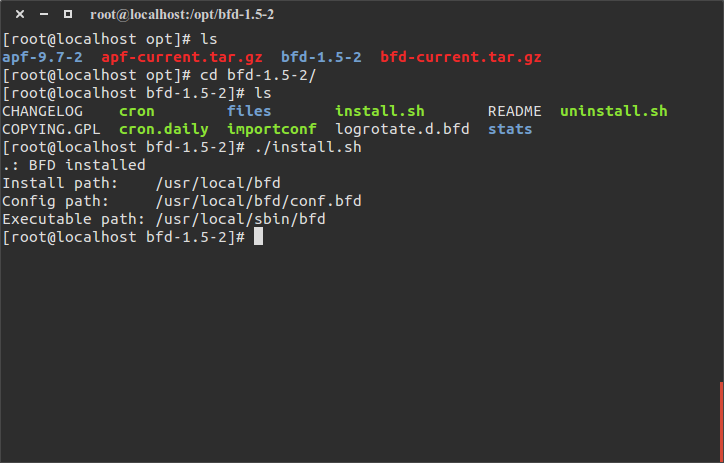 root@localhost:/opt/bfd-1.5-2
[root@localhost opt]# ls
apf-9.7-2  apf-current.tar.gz  bfd-1.5-2  bfd-current.tar.gz
[root@localhost opt]# cd bfd-1.5-2/
[root@localhost bfd-1.5-2]# ls
CHANGELOG    cron        files       install.sh       README  uninstall.sh
COPYING.GPL  cron.daily  importconf  logrotate.d.bfd  stats
[root@localhost bfd-1.5-2]# ./install.sh
.: BFD installed
Install path:    /usr/local/bfd
Config path:     /usr/local/bfd/conf.bfd
Executable path: /usr/local/sbin/bfd
[root@localhost bfd-1.5-2]#